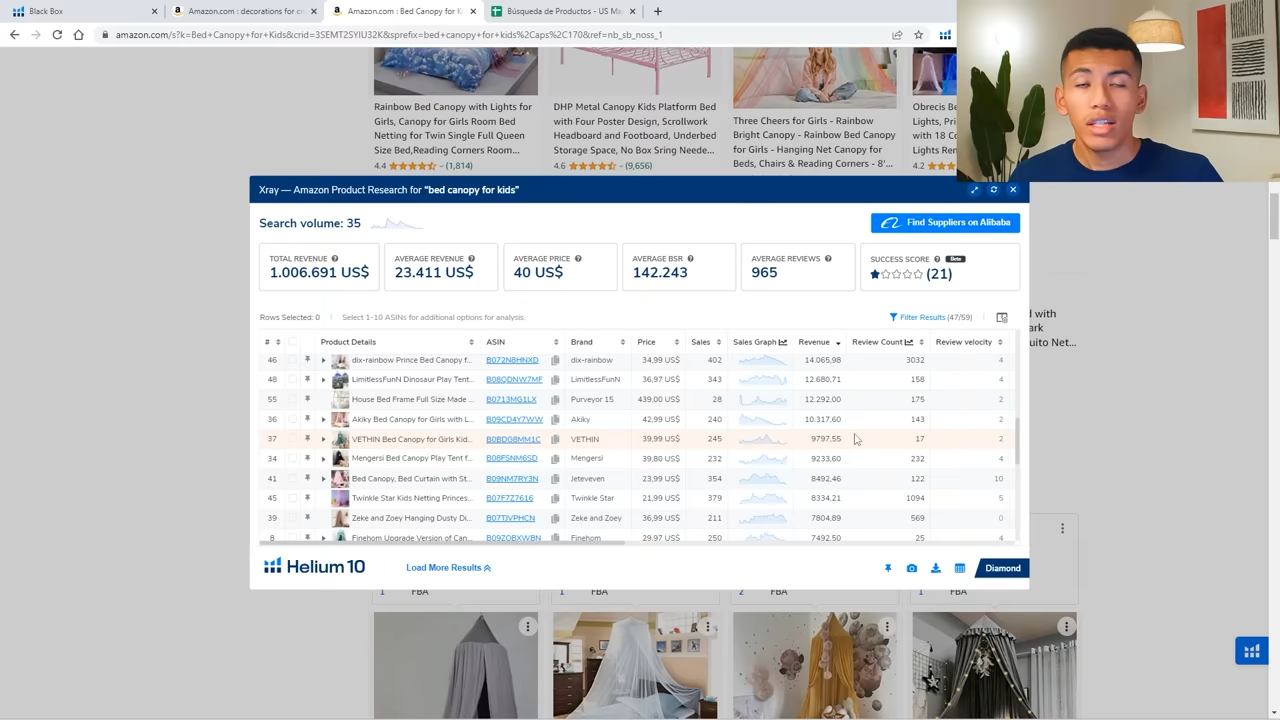 Black Box
Amazon.com : decorations for cr
Amazon.com : Bed Canopy for Ki
Búsqueda de Productos - US Ma
amazon.com/s?k=Bed+Canopy+for+Kids&crid=3SEMT2SYIU32K&sprefix=bed+canopy+for+kids%2Caps%2C170&ref=nb_sb_noss_1
Rainbow Bed Canopy with Lights for
Girls, Canopy for Girls Room Bed
Netting for Twin Single Full Queen
Size Bed,Reading Corners Room...
4.4 (1,814)
DHP Metal Canopy Kids Platform Bed
with Four Poster Design, Scrollwork
Headboard and Footboard, Underbed
Storage Space, No Box Sring Neede...
4.6 (9,656)
Three Cheers for Girls - Rainbow
Bright Canopy - Rainbow Bed Canopy
for Girls - Hanging Net Canopy for
Beds, Chairs & Reading Corners - 8'...
Obrecis Be
Lights, Pri
with 18 Co
Lights Ren
4.2
Xray — Amazon Product Research for “bed canopy for kids”
Search volume: 35
Find Suppliers on Alibaba
TOTAL REVENUE
1.006.691 US$
AVERAGE REVENUE
23.411 US$
AVERAGE PRICE
40 US$
AVERAGE BSR
142.243
AVERAGE REVIEWS
965
SUCCESS SCORE Beta
(21)
Rows Selected: 0 Select 1-10 ASINs for additional options for analysis.
Filter Results (47/59)
# Product Details ASIN Brand Price Sales Sales Graph Revenue Review Count Review velocity
46 dix-rainbow Prince Bed Canopy f... B072N8HNXD dix-rainbow 34,99 US$ 402 14.065,98 3032 4
48 LimitlessFunN Dinosaur Play Tent... B08QDNW7MF LimitlessFunN 36,97 US$ 343 12.680,71 158 4
55 House Bed Frame Full Size Made ... B0713MG1LX Purveyor 15 439,00 US$ 28 12.292,00 175 2
36 Akiky Bed Canopy for Girls with L... B09CD4Y7WW Akiky 42,99 US$ 240 10.317,60 143 2
37 VETHIN Bed Canopy for Girls Kid... B0BDG8MM1C VETHIN 39,99 US$ 245 9797,55 17 2
34 Mengersi Bed Canopy Play Tent f... B08FSNM6SD Mengersi 39,80 US$ 232 9233,60 232 4
41 Bed Canopy, Bed Curtain with St... B09NM7RY3N Jeteveven 23,99 US$ 354 8492,46 122 10
45 Twinkle Star Kids Netting Princes... B07F7Z7616 Twinkle Star 21,99 US$ 379 8334,21 1094 5
39 Zeke and Zoey Hanging Dusty Di... B07TJVPHCN Zeke and Zoey 36,99 US$ 211 7804,89 569 0
8 Finehom Upgrade Version of Can... B09ZQBXWBN Finehom 29,97 US$ 250 7492,50 25 4
Helium 10
Load More Results
Diamond
d with
ark
uito Net...
1 FBA
1 FBA
2 FBA
1 FBA